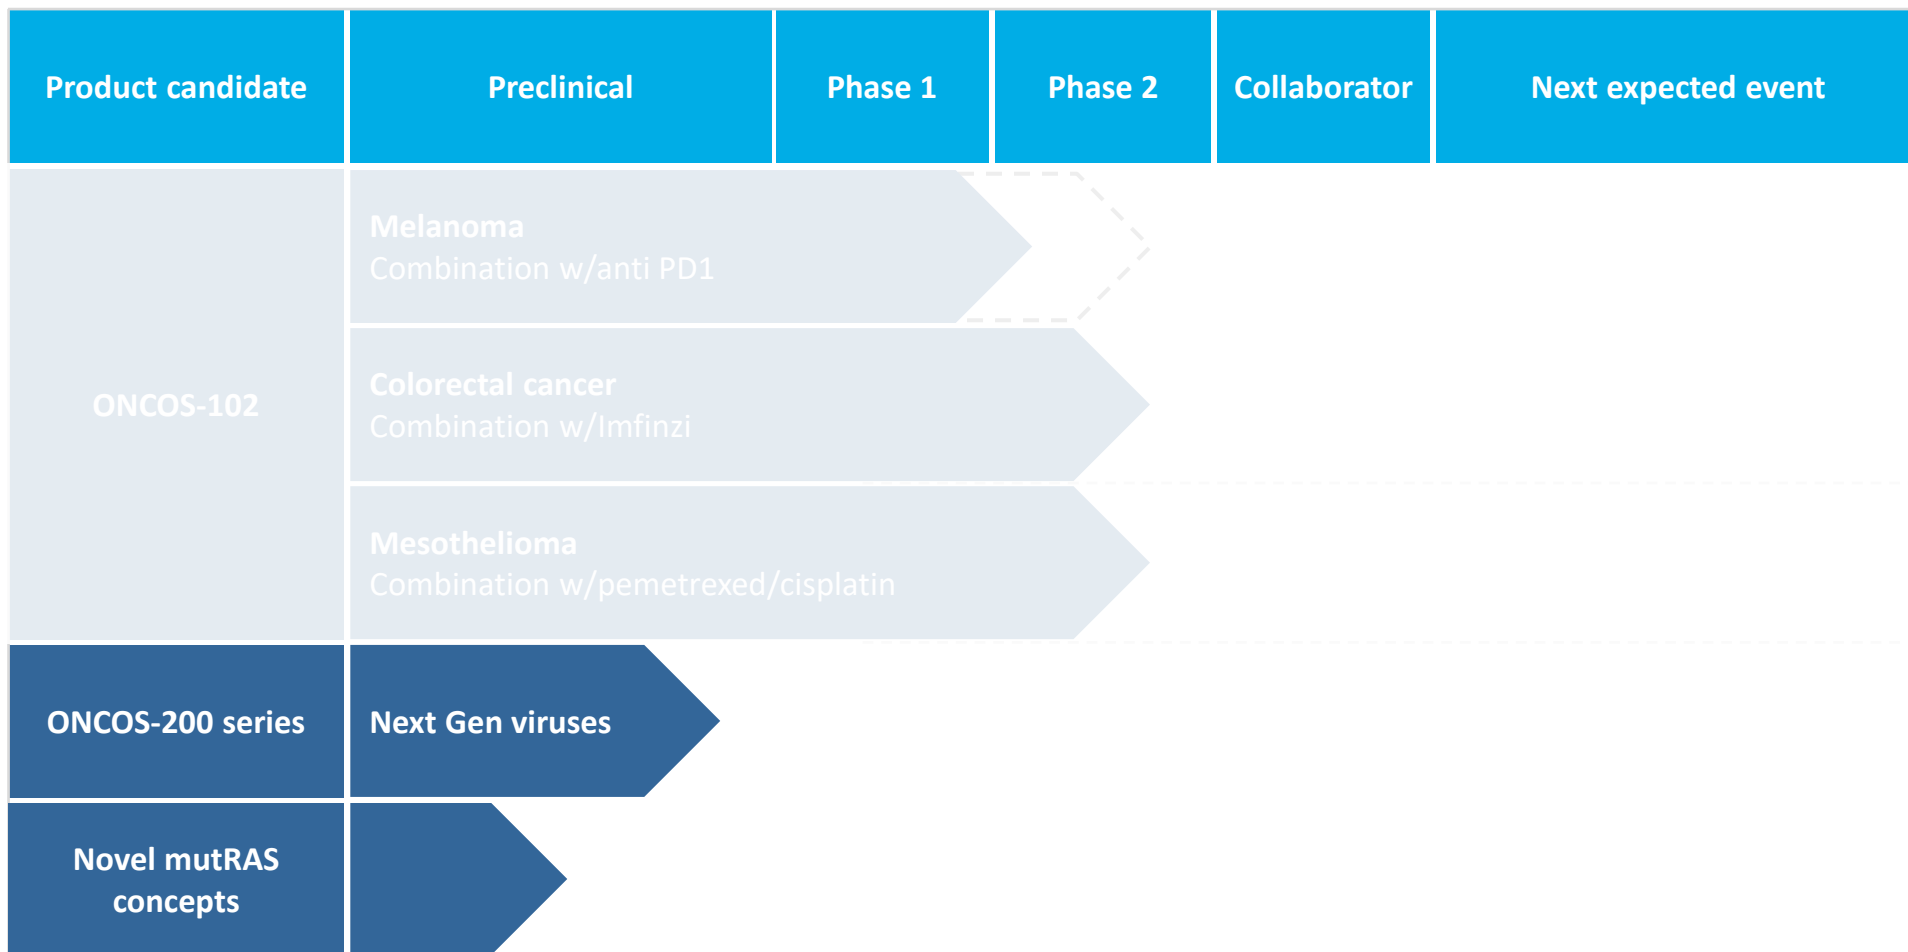 Product candidate
Preclinical
Phase 1
Phase 2
Collaborator
Next expected event
ONCOS-102
Melanoma
Combination w/anti PD1
Colorectal cancer
Combination w/Imfinzi
Mesothelioma
Combination w/pemetrexed/cisplatin
ONCOS-200 series
Next Gen viruses
Novel mutRAS
concepts